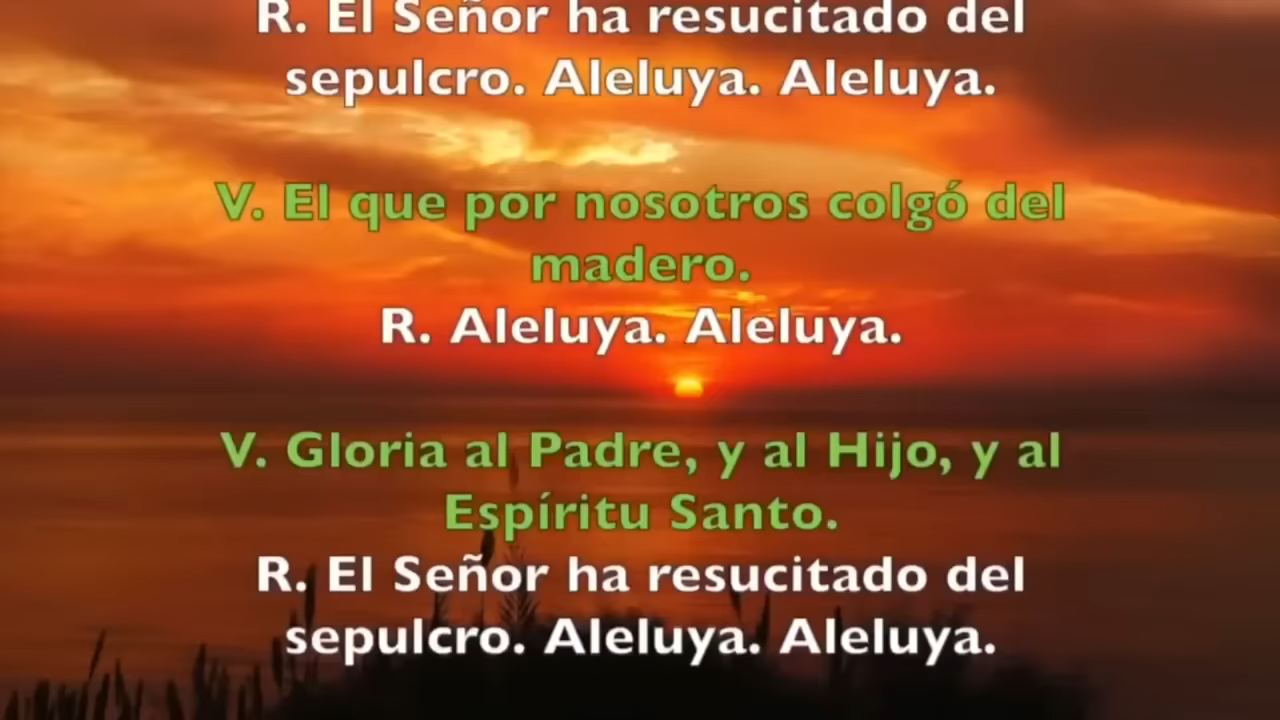 R. El Señor ha resucitado del
sepulcro. Aleluya. Aleluya.
V. El que por nosotros colgó del
madero.
R. Aleluya. Aleluya.
V. Gloria al Padre, y al Hijo, y al
Espíritu Santo.
R. El Señor ha resucitado del
sepulcro. Aleluya. Aleluya.